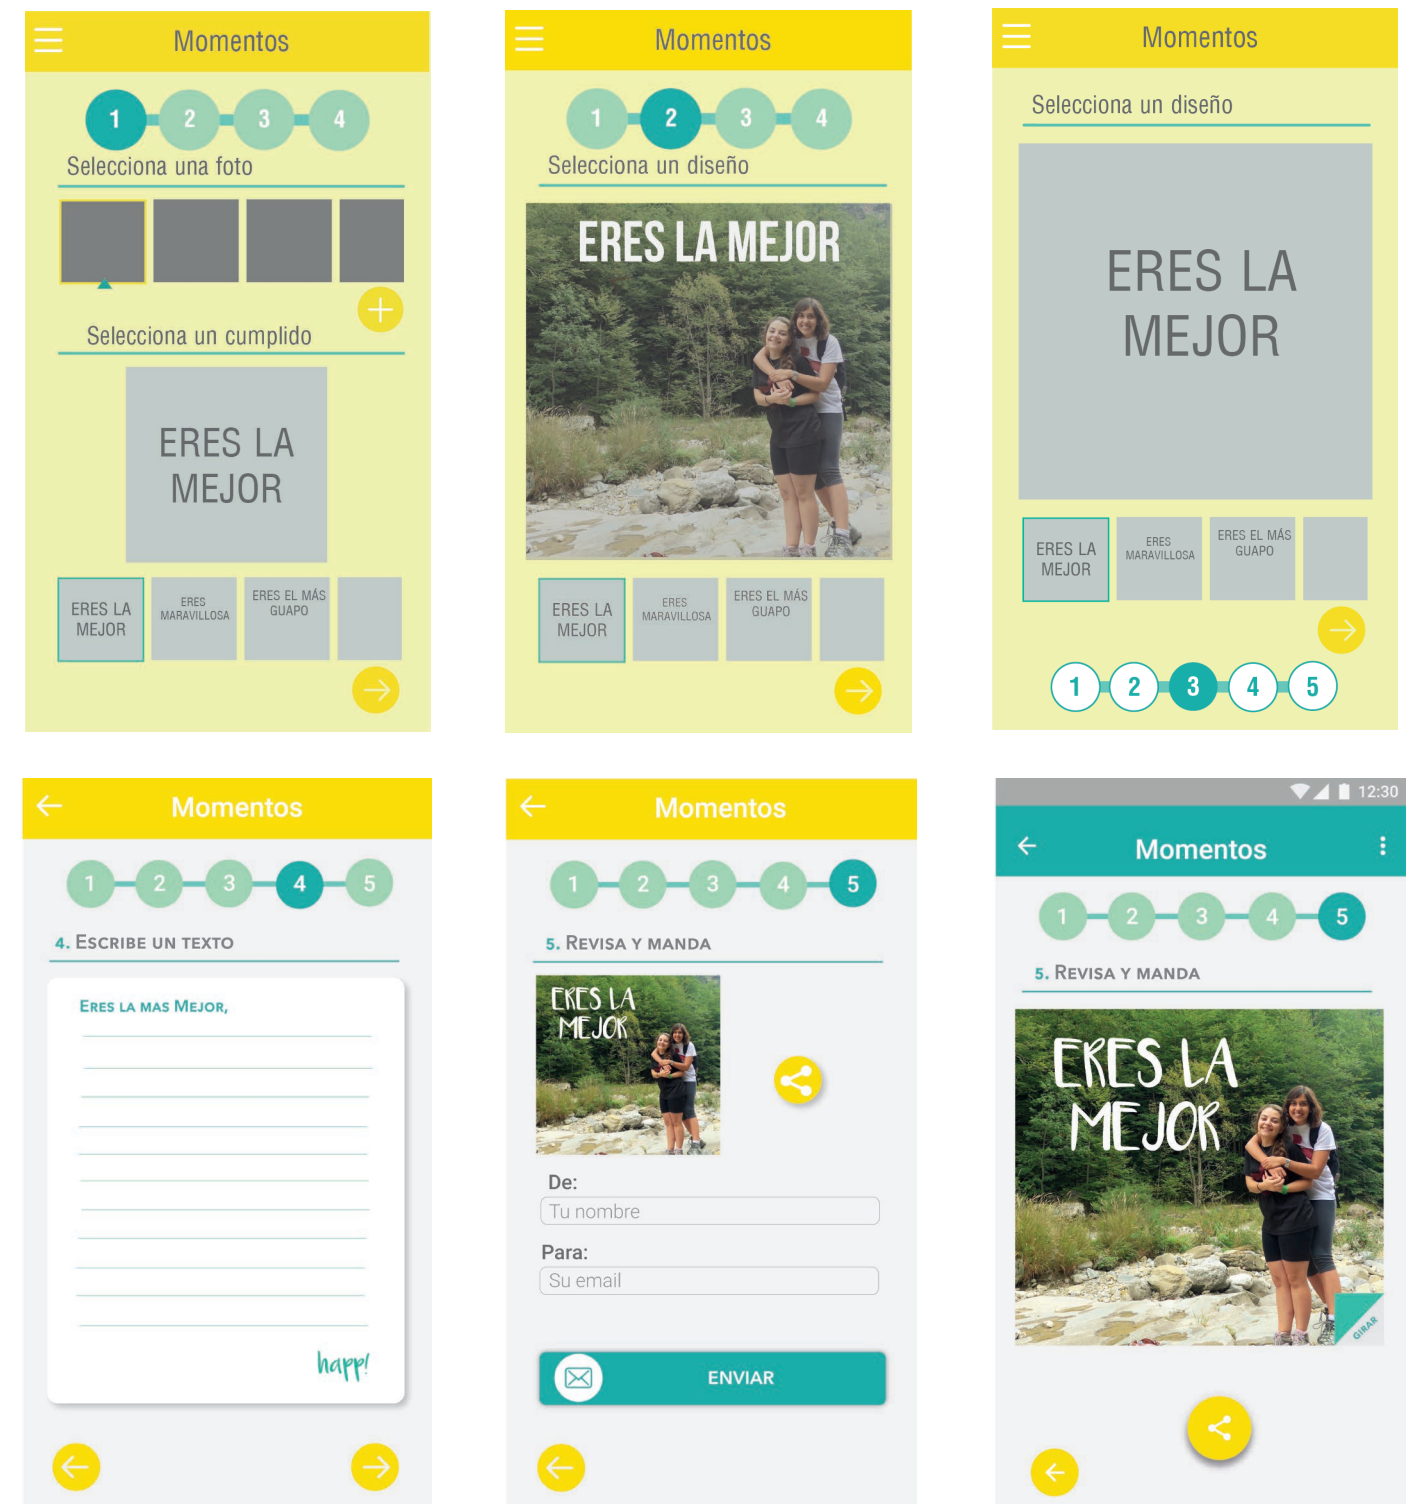 Momentos
1 2 3 4
Selecciona una foto
Selecciona un cumplido
ERES LA
MEJOR
ERES LA
MEJOR
ERES
MARAVILLOSA
ERES EL MÁS
GUAPO
Momentos
1 2 3 4
Selecciona un diseño
ERES LA MEJOR
ERES LA
MEJOR
ERES
MARAVILLOSA
ERES EL MÁS
GUAPO
Momentos
Selecciona un diseño
ERES LA
MEJOR
ERES LA
MEJOR
ERES
MARAVILLOSA
ERES EL MÁS
GUAPO
1 2 3 4 5
Momentos
1 2 3 4 5
4. ESCRIBE UN TEXTO
ERES LA MAS MEJOR,
happ!
Momentos
1 2 3 4 5
5. REVISA Y MANDA
ERES LA
MEJOR
De:
Tu nombre
Para:
Su email
ENVIAR
12:30
Momentos
1 2 3 4 5
5. REVISA Y MANDA
ERES LA
MEJOR
GIRAR